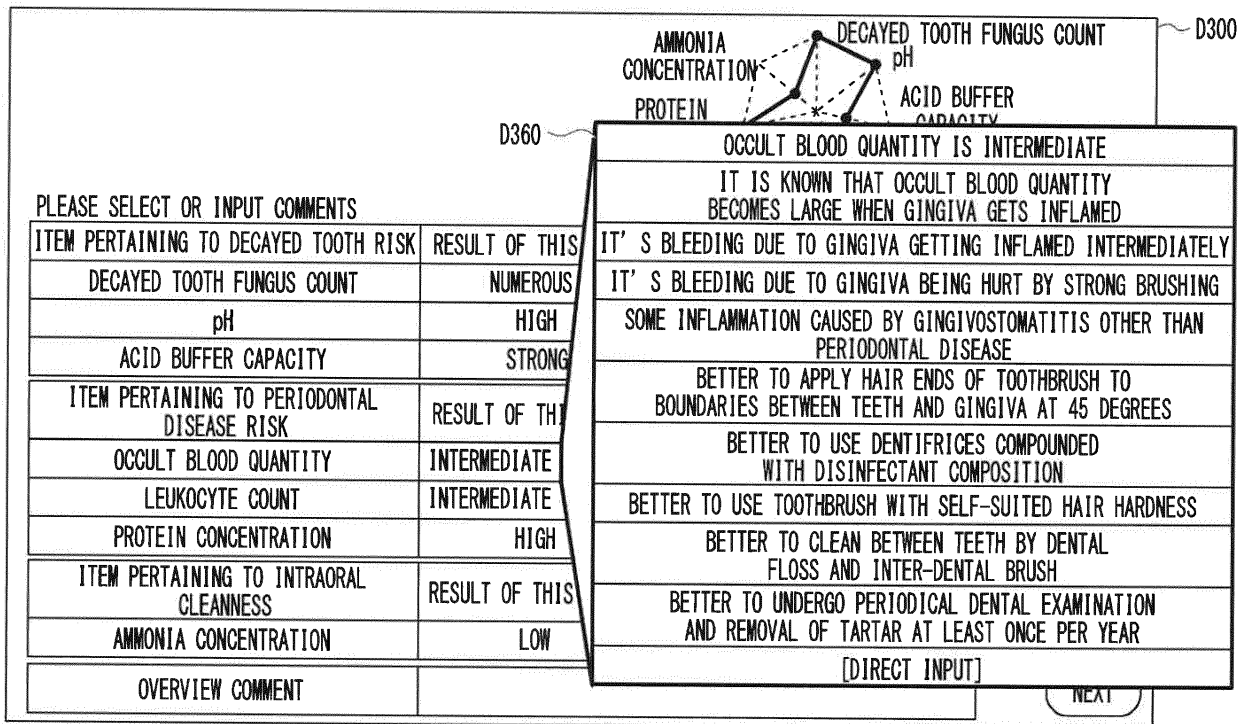 D300
DECAYED TOOTH FUNGUS COUNT
AMMONIA
CONCENTRATION
pH
ACID BUFFER
CAPACITY
PROTEIN
D360
PLEASE SELECT OR INPUT COMMENTS
ITEM PERTAINING TO DECAYED TOOTH RISK
RESULT OF THIS
DECAYED TOOTH FUNGUS COUNT
NUMEROUS
pH
HIGH
ACID BUFFER CAPACITY
STRONG
ITEM PERTAINING TO PERIODONTAL
DISEASE RISK
RESULT OF THI
OCCULT BLOOD QUANTITY
INTERMEDIATE
LEUKOCYTE COUNT
INTERMEDIATE
PROTEIN CONCENTRATION
HIGH
ITEM PERTAINING TO INTRAORAL
CLEANNESS
RESULT OF THIS
AMMONIA CONCENTRATION
LOW
OVERVIEW COMMENT
OCCULT BLOOD QUANTITY IS INTERMEDIATE
IT IS KNOWN THAT OCCULT BLOOD QUANTITY
BECOMES LARGE WHEN GINGIVA GETS INFLAMED
IT'S BLEEDING DUE TO GINGIVA GETTING INFLAMED INTERMEDIATELY
IT'S BLEEDING DUE TO GINGIVA BEING HURT BY STRONG BRUSHING
SOME INFLAMMATION CAUSED BY GINGIVOSTOMATITIS OTHER THAN
PERIODONTAL DISEASE
BETTER TO APPLY HAIR ENDS OF TOOTHBRUSH TO
BOUNDARIES BETWEEN TEETH AND GINGIVA AT 45 DEGREES
BETTER TO USE DENTIFRICES COMPOUNDED
WITH DISINFECTANT COMPOSITION
BETTER TO USE TOOTHBRUSH WITH SELF-SUITED HAIR HARDNESS
BETTER TO CLEAN BETWEEN TEETH BY DENTAL
FLOSS AND INTER-DENTAL BRUSH
BETTER TO UNDERGO PERIODICAL DENTAL EXAMINATION
AND REMOVAL OF TARTAR AT LEAST ONCE PER YEAR
[DIRECT INPUT]
NEXT